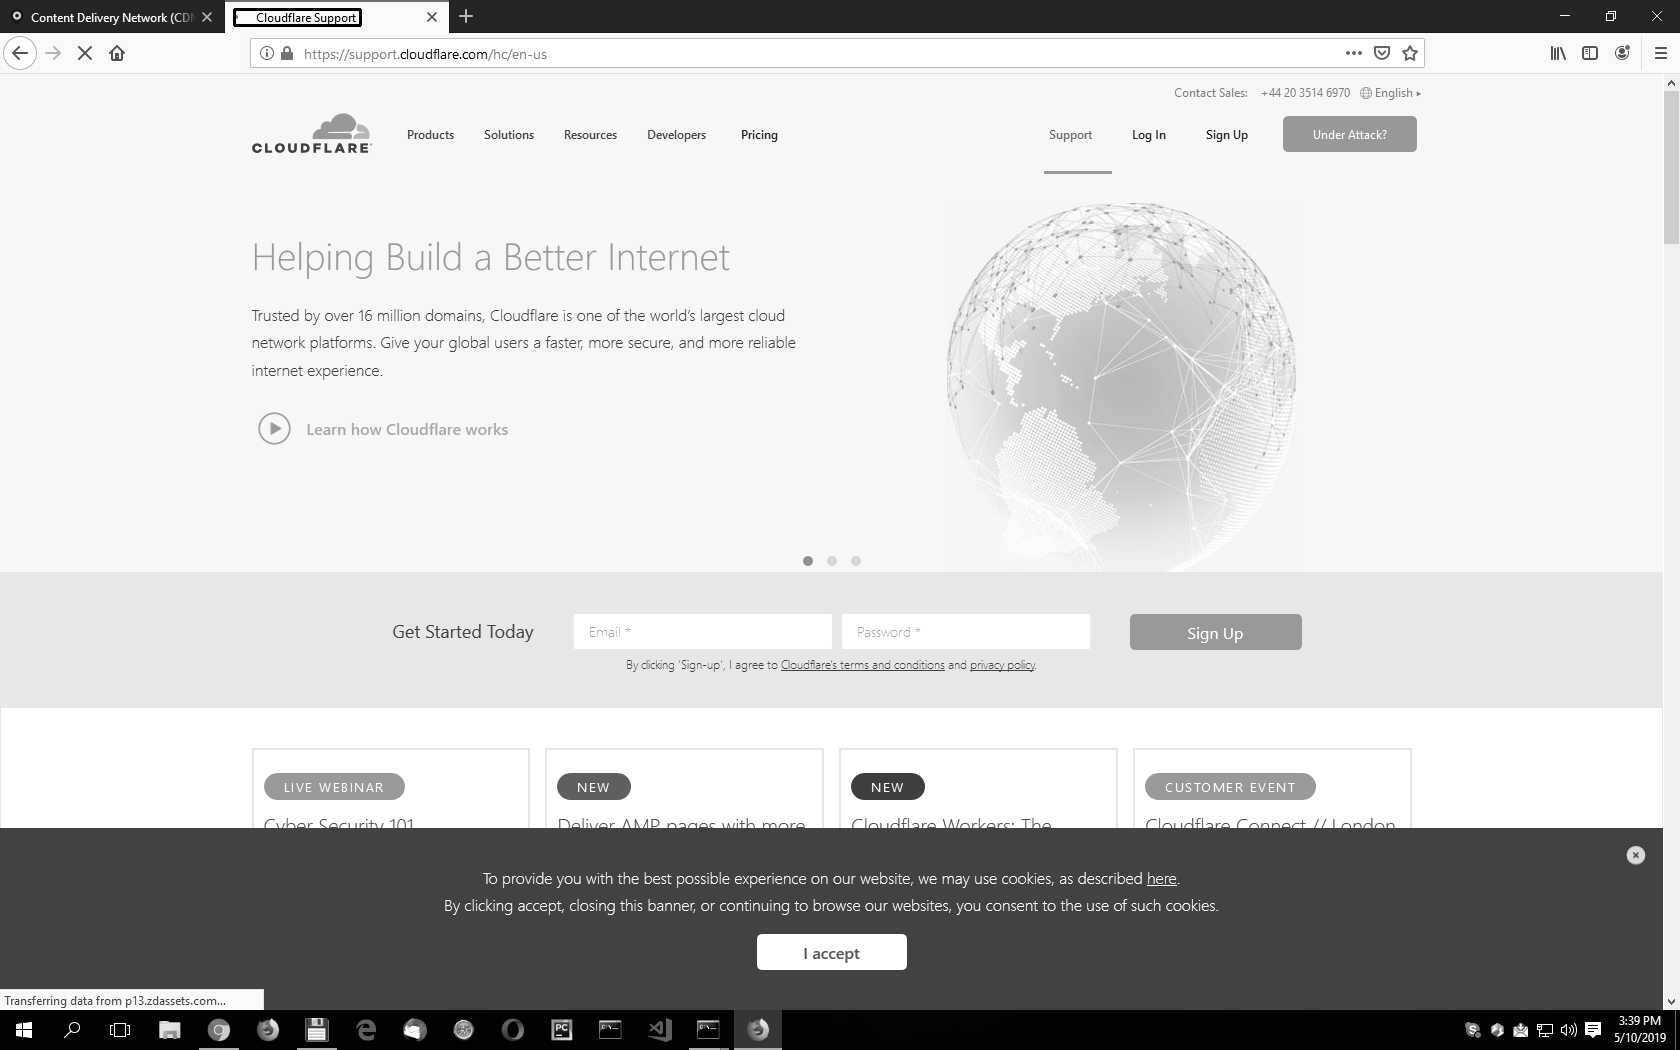 Content Delivery Network (CDN
Cloudflare Support
https://support.cloudflare.com/hc/en-us
Contact Sales: +44 20 3514 6970 English ▸
CLOUDFLARE
Products Solutions Resources Developers Pricing Support Log In Sign Up Under Attack?
Helping Build a Better Internet
Trusted by over 16 million domains, Cloudflare is one of the world's largest cloud
network platforms. Give your global users a faster, more secure, and more reliable
internet experience.
Learn how Cloudflare works
Get Started Today Email * Password * Sign Up
By clicking 'Sign-up', I agree to Cloudflare's terms and conditions and privacy policy.
LIVE WEBINAR NEW NEW CUSTOMER EVENT
Cyber Security 101 Deliver AMP pages with more Cloudflare Workers: The Cloudflare Connect // London
To provide you with the best possible experience on our website, we may use cookies, as described here.
By clicking accept, closing this banner, or continuing to browse our websites, you consent to the use of such cookies.
I accept
Transferring data from p13.zdassets.com...
PC
3:39 PM
5/10/2019